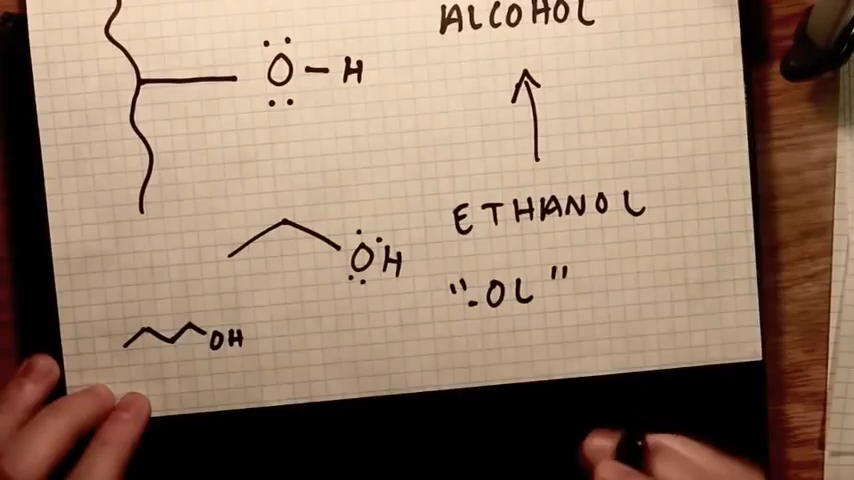 ALCOHOL
O-H
ETHANOL
OH
"-OL"
OH